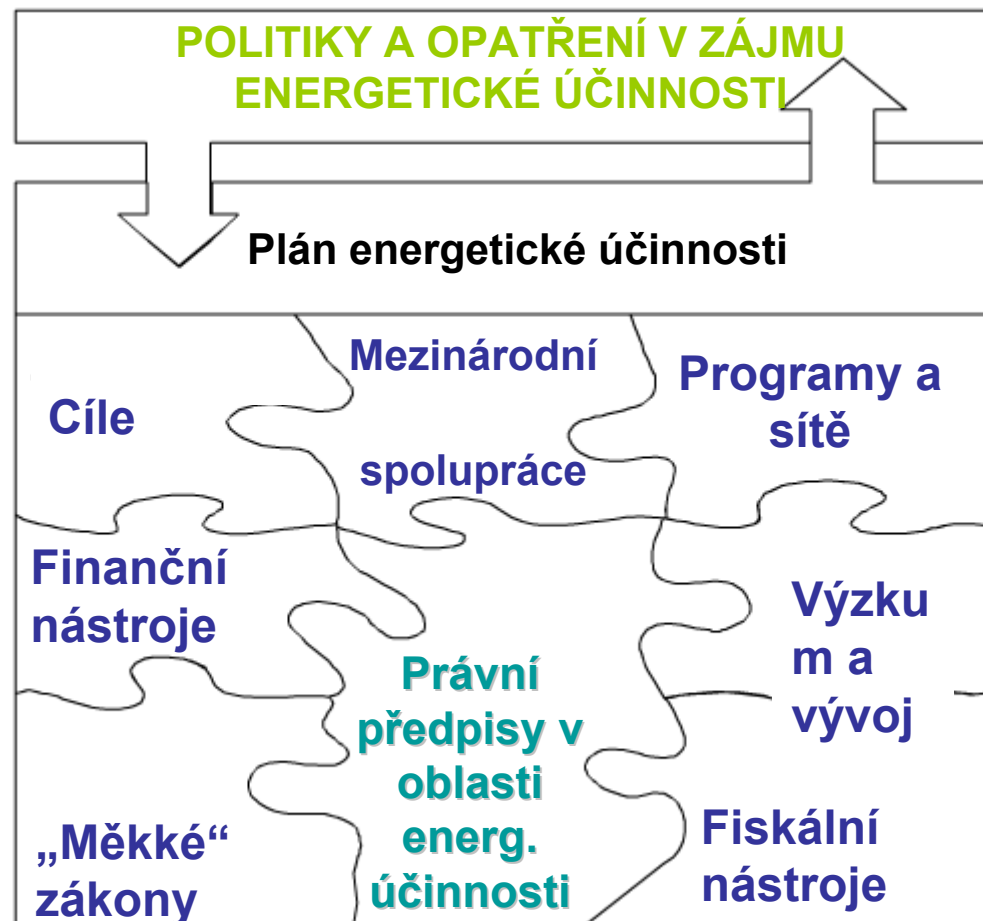 POLITIKY A OPATŘENÍ V ZÁJMU
ENERGETICKÉ ÚČINNOSTI
Plán energetické účinnosti
Cíle
Mezinárodní
spolupráce
Programy a
sítě
Finanční
nástroje
Právní
předpisy v
oblasti
energ.
účinnosti
Výzku
m a
vývoj
„Měkké“
zákony
Fiskální
nástroje